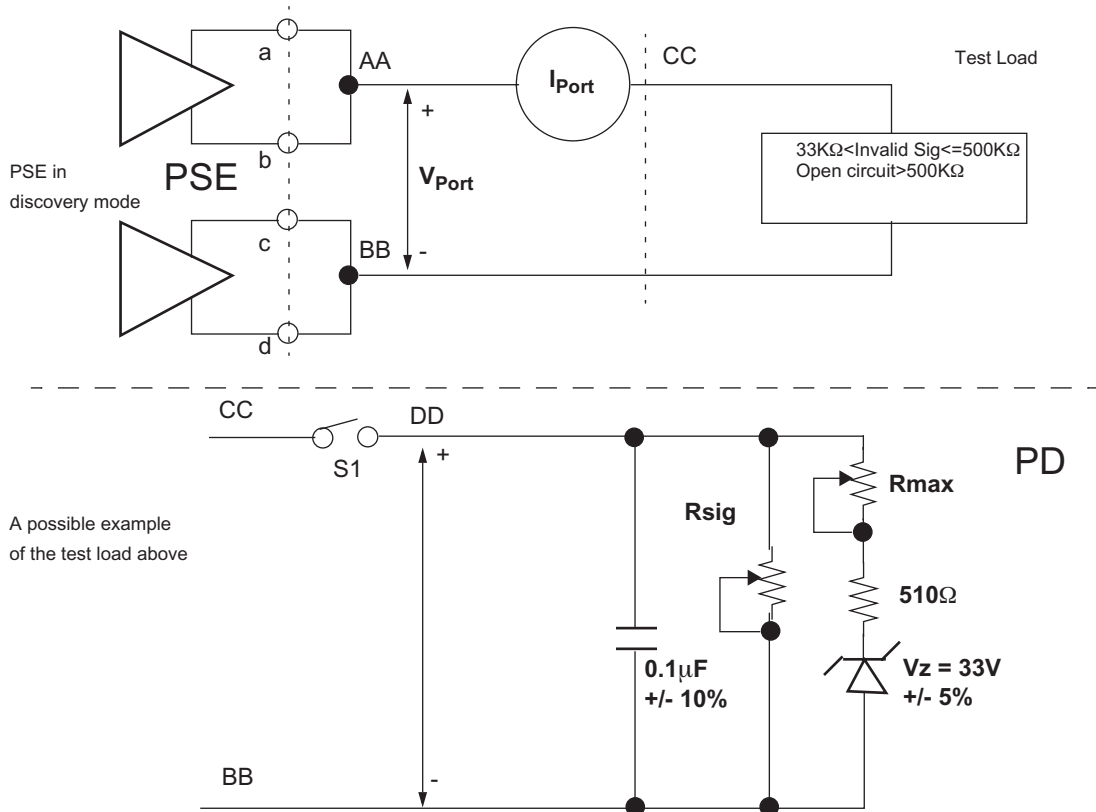 a
AA
I Port
CC
Test Load
+
b
33KΩ<Invalid Sig<=500KΩ
Open circuit>500KΩ
PSE in
discovery mode
PSE
V Port
c
BB
-
d
CC
DD
S1
+
PD
Rmax
Rsig
A possible example
of the test load above
510Ω
0.1µF
+/- 10%
Vz = 33V
+/- 5%
BB
-